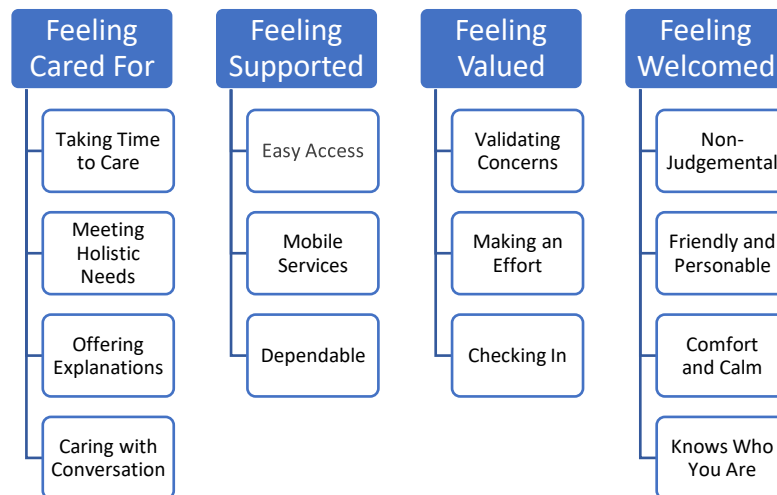 Feeling
Cared For
Taking Time
to Care
Meeting
Holistic
Needs
Offering
Explanations
Caring with
Conversation
Feeling
Supported
Easy Access
Mobile
Services
Dependable
Feeling
Valued
Validating
Concerns
Making an
Effort
Checking In
Feeling
Welcomed
Non-
Judgemental
Friendly and
Personable
Comfort
and Calm
Knows Who
You Are